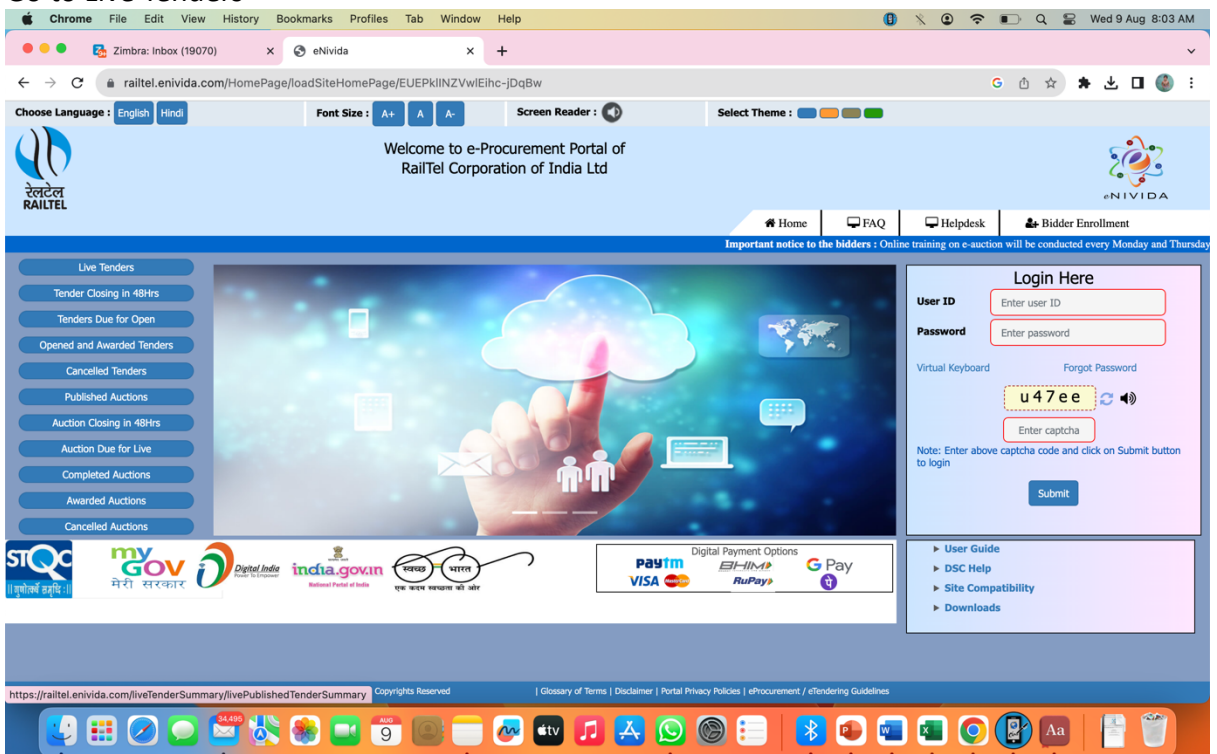 Go to Live Tenders
Chrome File Edit View History Bookmarks Profiles Tab Window Help Wed 9 Aug 8:03 AM
Zimbra: Inbox (19070) eNivida
railtel.enivida.com/HomePage/loadSiteHomePage/EUEPklINZVwIEihc-jDqBw
Choose Language : English Hindi Font Size : A+ A A- Screen Reader : Select Theme :
Welcome to e-Procurement Portal of
RailTel Corporation of India Ltd
रेलटेल
RAILTEL
eNIVIDA
Home FAQ Helpdesk Bidder Enrollment
Important notice to the bidders : Online training on e-auction will be conducted every Monday and Thursday
Live Tenders
Tender Closing in 48Hrs
Tenders Due for Open
Opened and Awarded Tenders
Cancelled Tenders
Published Auctions
Auction Closing in 48Hrs
Auction Due for Live
Completed Auctions
Awarded Auctions
Cancelled Auctions
Login Here
User ID Enter user ID
Password Enter password
Virtual Keyboard Forgot Password
u47ee
Enter captcha
Note: Enter above captcha code and click on Submit button
to login
Submit
STQC
my
GOV
मेरी सरकार
Digital India
Power To Empower
india.gov.in
National Portal of India
स्वच्छ भारत
एक कदम स्वच्छता की ओर
Digital Payment Options
Paytm BHIM G Pay
VISA MasterCard RuPay
User Guide
DSC Help
Site Compatibility
Downloads
https://railtel.enivida.com/liveTenderSummary/livePublishedTenderSummary Copyrights Reserved | Glossary of Terms | Disclaimer | Portal Privacy Policies | eProcurement / eTendering Guidelines
34,495
AUG
9
tv
Aa